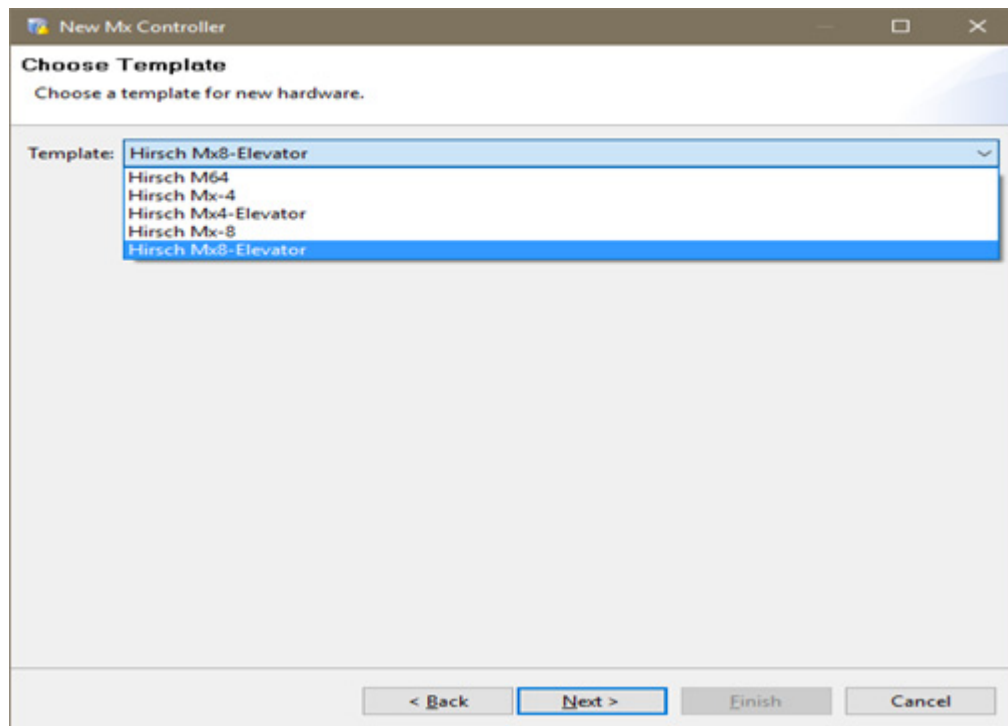 New Mx Controller
Choose Template
Choose a template for new hardware.
Template: Hirsch Mx8-Elevator
Hirsch M64
Hirsch Mx-4
Hirsch Mx4-Elevator
Hirsch Mx-8
Hirsch Mx8-Elevator
< Back Next > Finish Cancel